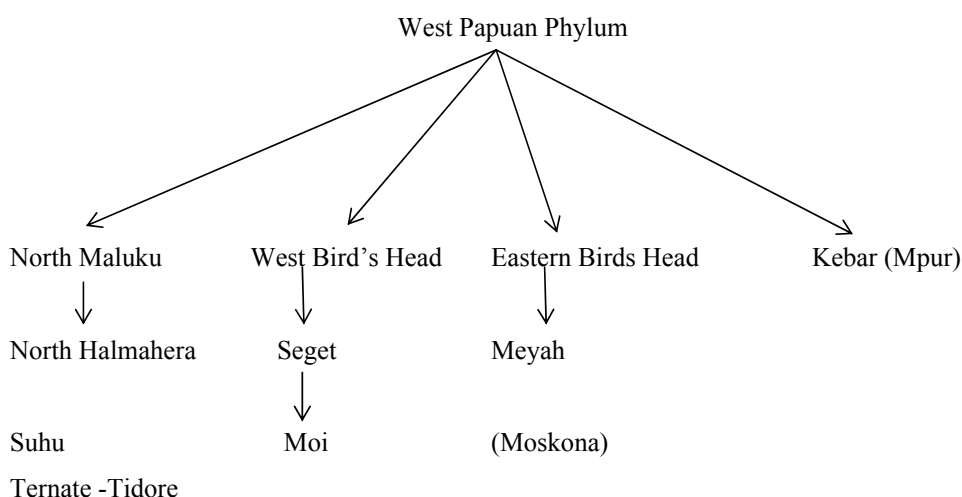 West Papuan Phylum
North Maluku West Bird’s Head Eastern Birds Head Kebar (Mpur)
North Halmahera Seget Meyah
Suhu Moi (Moskona)
Ternate -Tidore